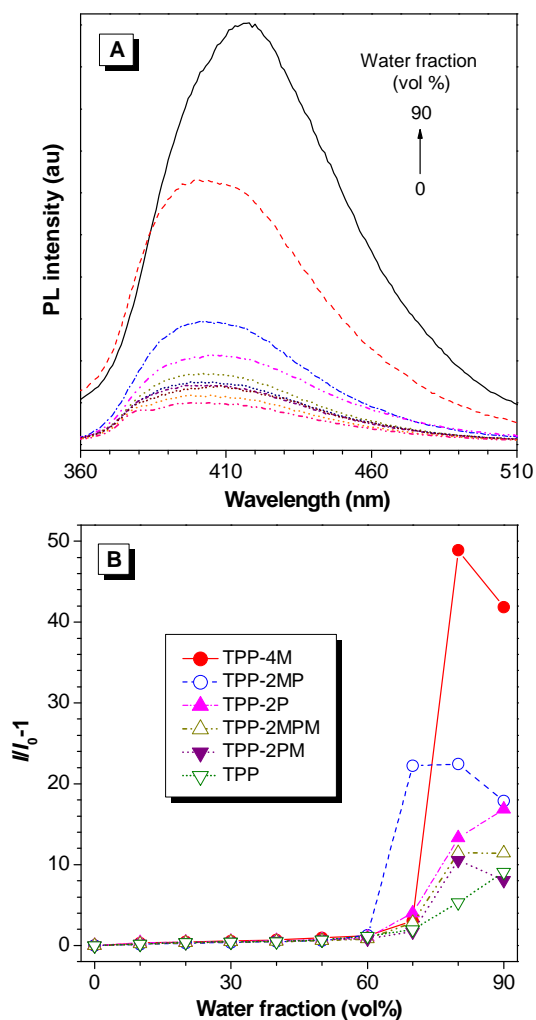 A
Water fraction
(vol %)
90
0
PL intensity (au)
360 410 460 510
Wavelength (nm)
B
50
40
30
20
10
0
I/I0-1
TPP-4M
TPP-2MP
TPP-2P
TPP-2MPM
TPP-2PM
TPP
0 30 60 90
Water fraction (vol%)